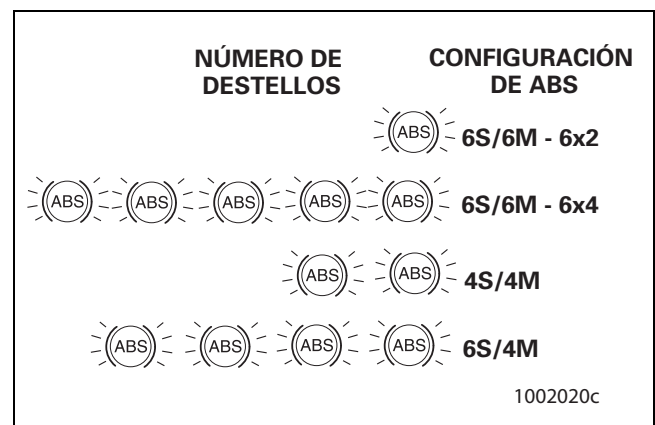 NÚMERO DE DESTELLOS
CONFIGURACIÓN DE ABS
ABS 6S/6M - 6x2
ABS ABS ABS ABS ABS 6S/6M - 6x4
ABS ABS 4S/4M
ABS ABS ABS ABS 6S/4M
1002020c